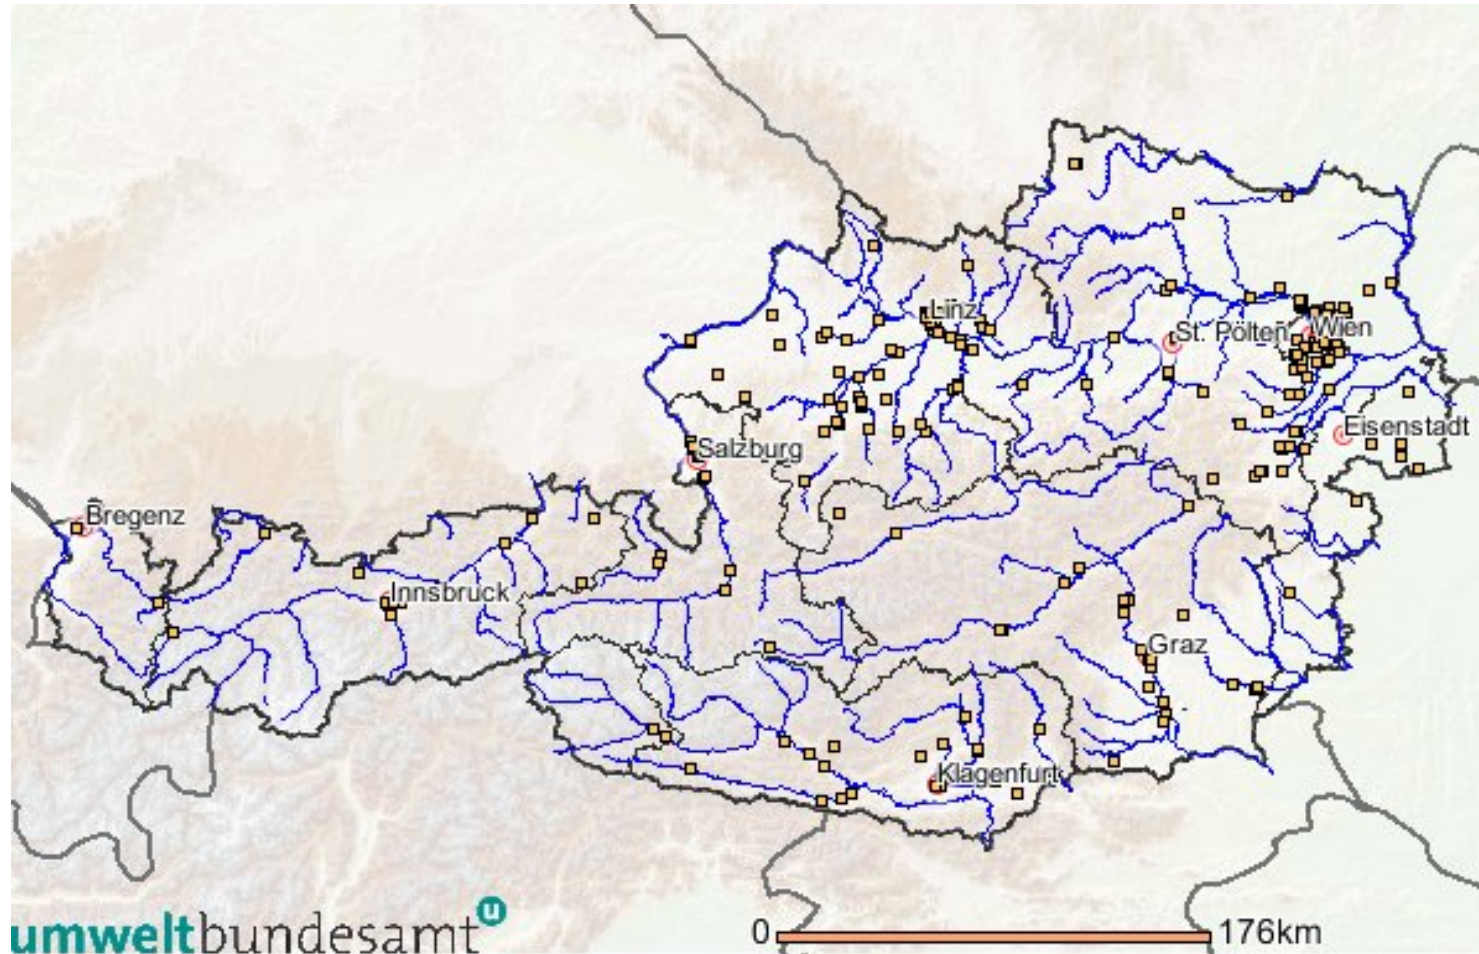 Linz
St. Pölten
Wien
Eisenstadt
Salzburg
Bregenz
Innsbruck
Graz
Klagenfurt
umweltbundesamt u
0 176km